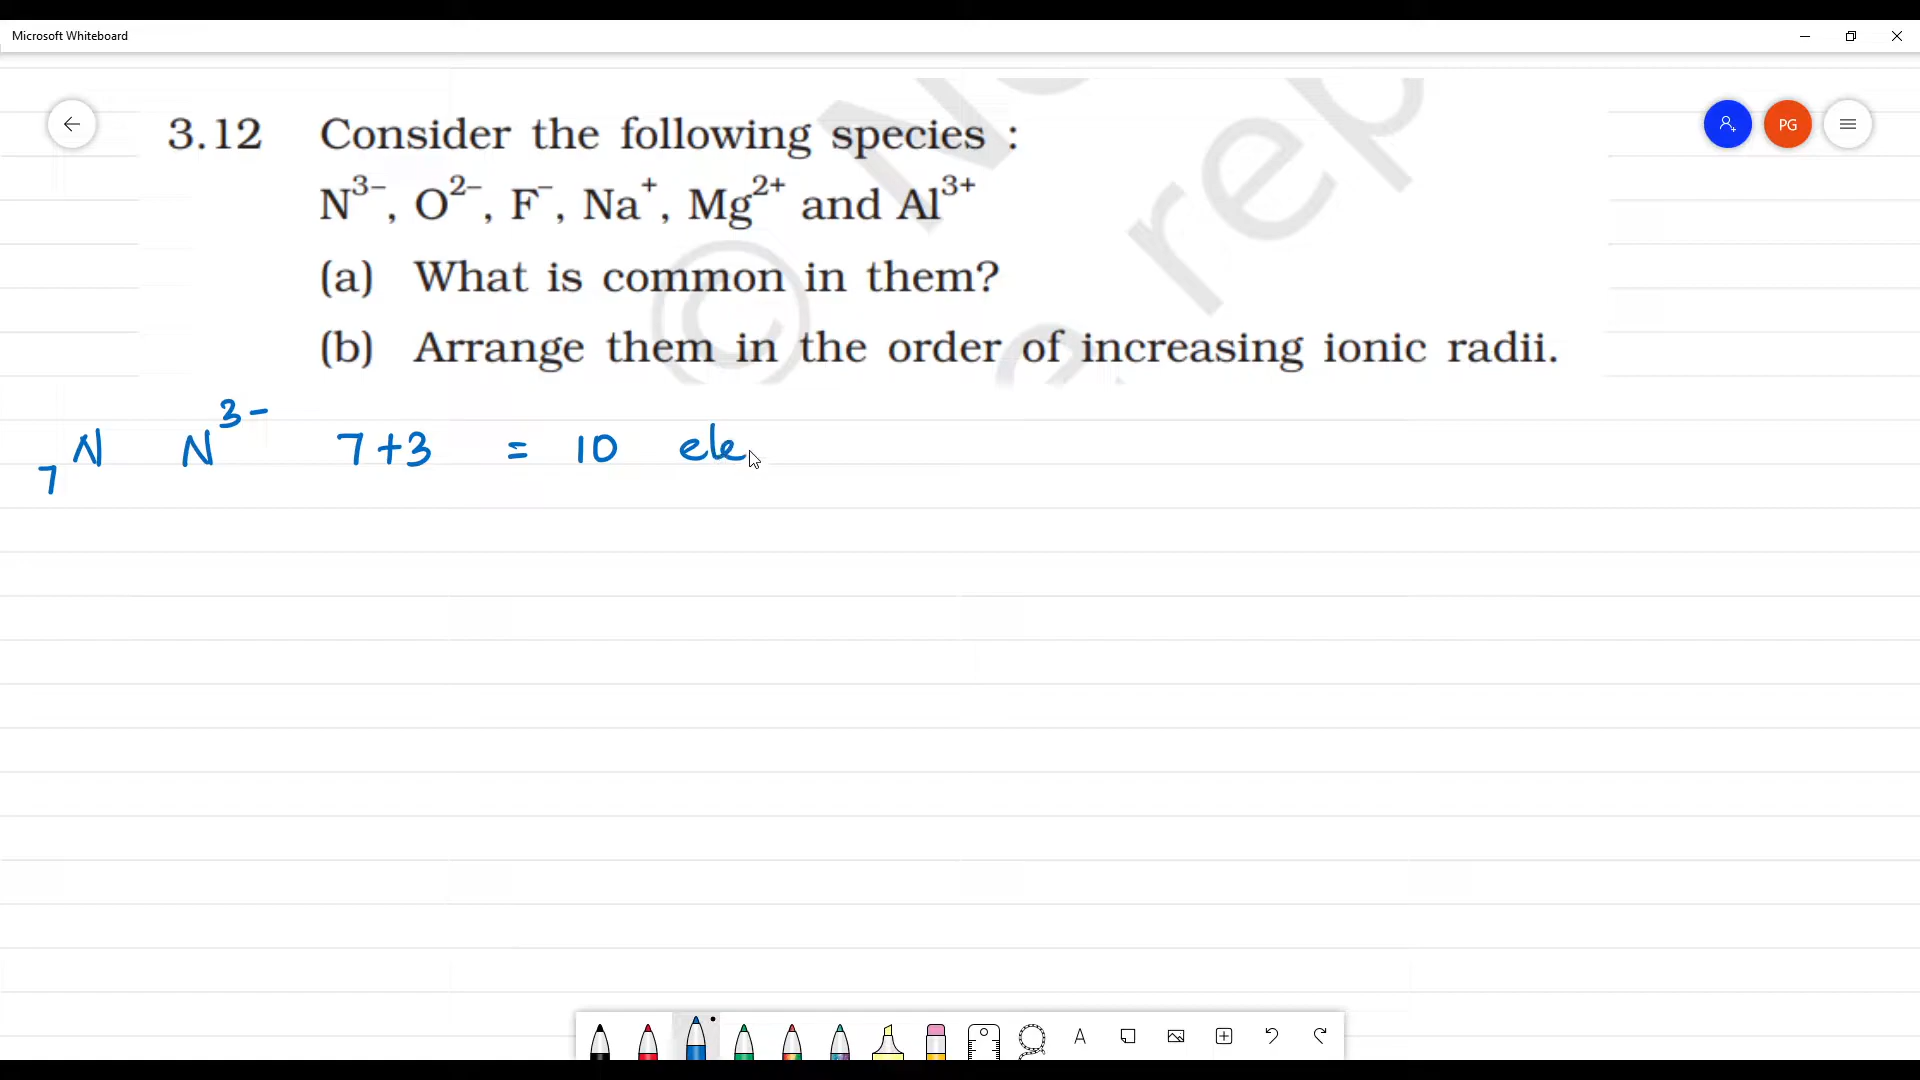 Microsoft Whiteboard
PG
3.12 Consider the following species :
N³⁻, O²⁻, F⁻, Na⁺, Mg²⁺ and Al³⁺
(a) What is common in them?
(b) Arrange them in the order of increasing ionic radii.
₇N N³⁻ 7+3 = 10 ele